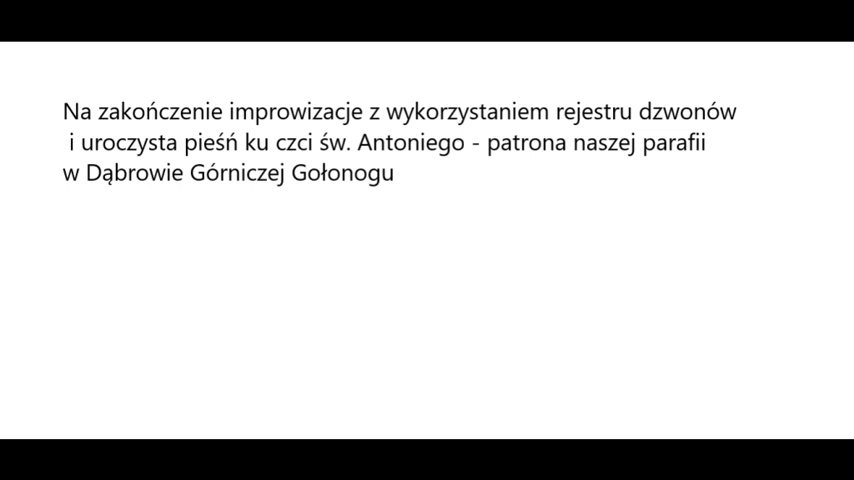 Na zakończenie improwizacje z wykorzystaniem rejestru dzwonów
i uroczysta pieśń ku czci św. Antoniego - patrona naszej parafii
w Dąbrowie Górniczej Gołonogu